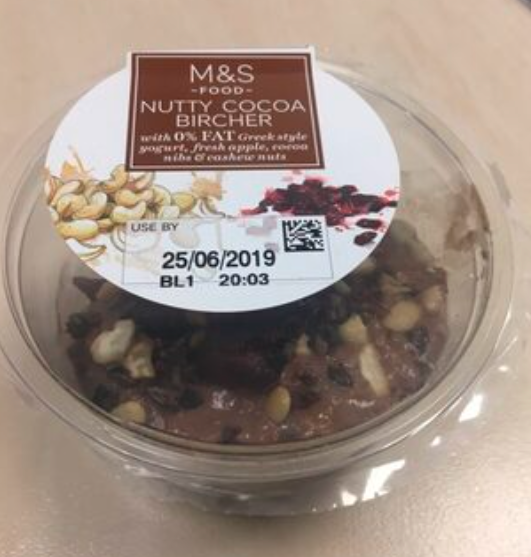 M&S
-FOOD-
NUTTY COCOA
BIRCHER
with 0% FAT Greek style
yogurt, fresh apple, cocoa
nibs & cashew nuts
USE BY
25/06/2019
BL1 20:03